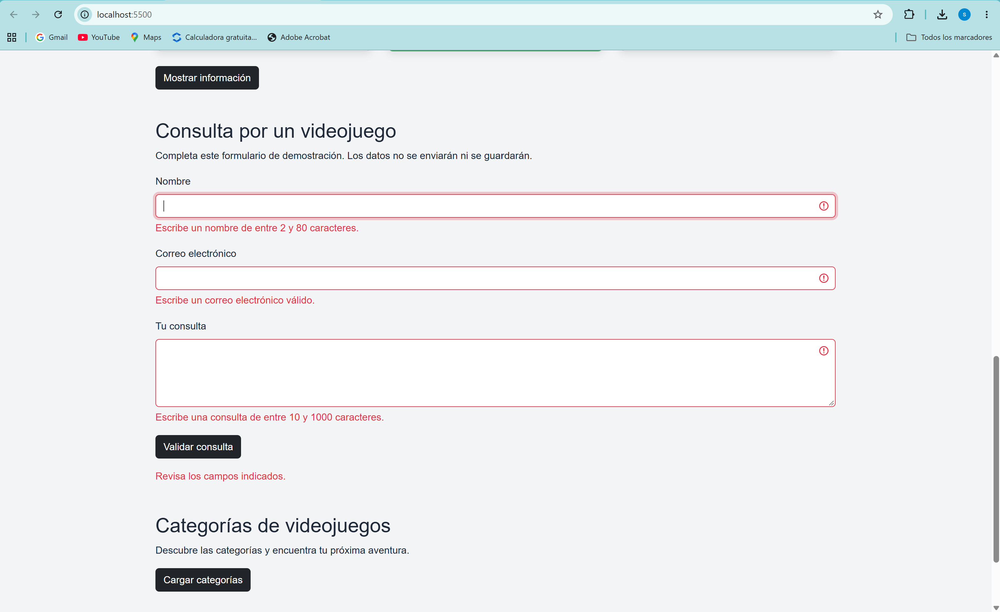 localhost:5500
s
Gmail
YouTube
Maps
Calculadora gratuita...
Adobe Acrobat
Todos los marcadores
Mostrar información
Consulta por un videojuego
Completa este formulario de demostración. Los datos no se enviarán ni se guardarán.
Nombre
Escribe un nombre de entre 2 y 80 caracteres.
Correo electrónico
Escribe un correo electrónico válido.
Tu consulta
Escribe una consulta de entre 10 y 1000 caracteres.
Validar consulta
Revisa los campos indicados.
Categorías de videojuegos
Descubre las categorías y encuentra tu próxima aventura.
Cargar categorías